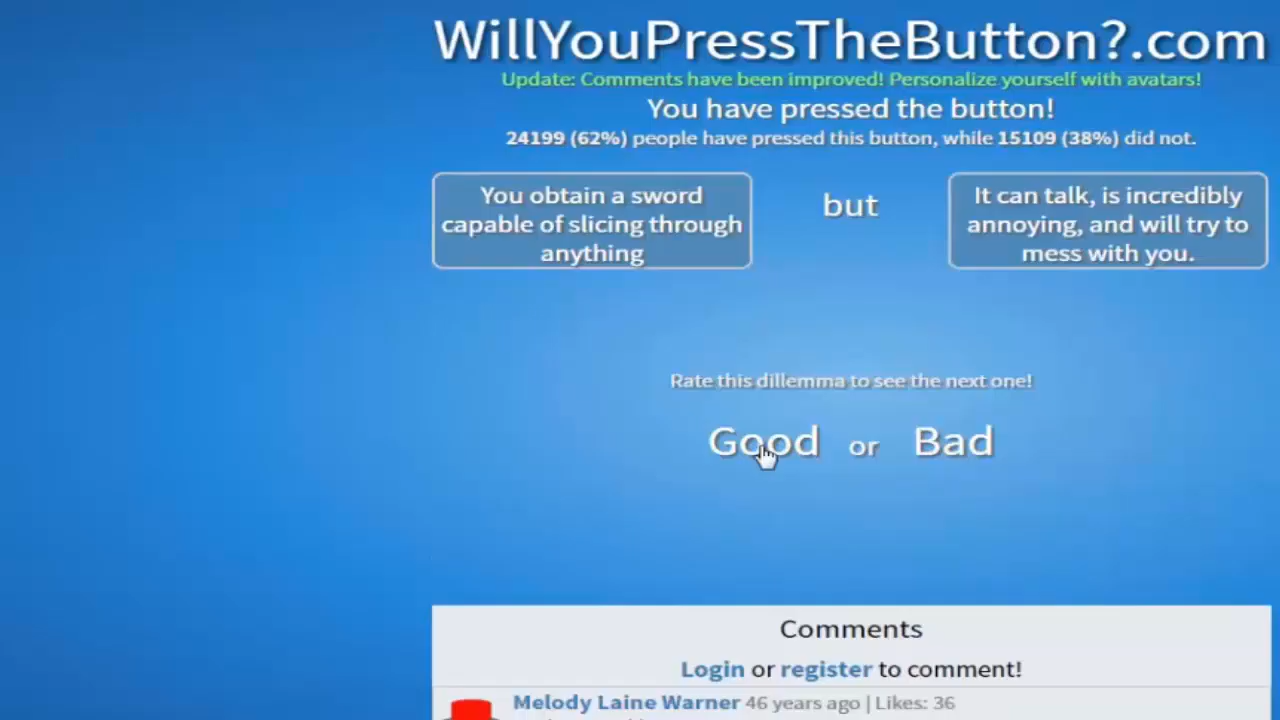 WillYouPressTheButton?.com
Update: Comments have been improved! Personalize yourself with avatars!
You have pressed the button!
24199 (62%) people have pressed this button, while 15109 (38%) did not.
You obtain a sword
capable of slicing through
anything
but
It can talk, is incredibly
annoying, and will try to
mess with you.
Rate this dillemma to see the next one!
Good or Bad
Comments
Login or register to comment!
Melody Laine Warner 46 years ago | Likes: 36